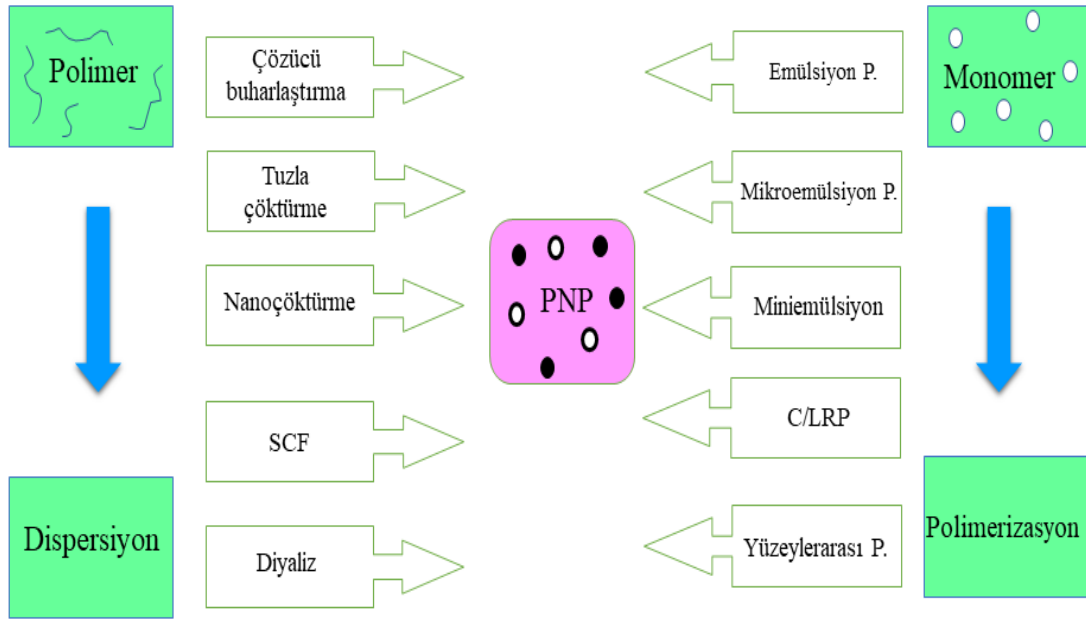 Polimer
Çözücü
buharlaştırma
Emülsiyon P.
Monomer
Tuzla
çöktürme
Mikroemülsiyon P.
Nanoçöktürme
PNP
Miniemülsiyon
SCF
C/LRP
Dispersiyon
Diyaliz
Yüzeylerarası P.
Polimerizasyon